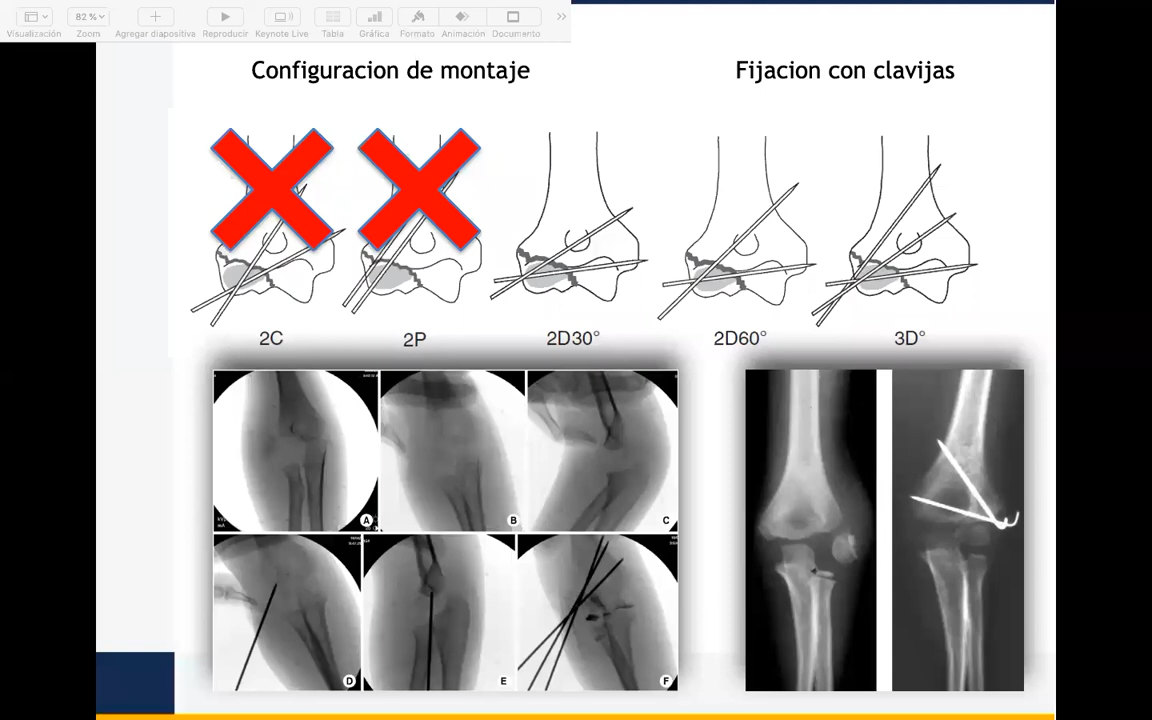 82 %
Visualización Zoom Agregar diapositiva Reproducir Keynote Live Tabla Gráfica Formato Animación Documento
Configuracion de montaje
Fijacion con clavijas
2C 2P 2D30° 2D60° 3D°
A B C
D E F